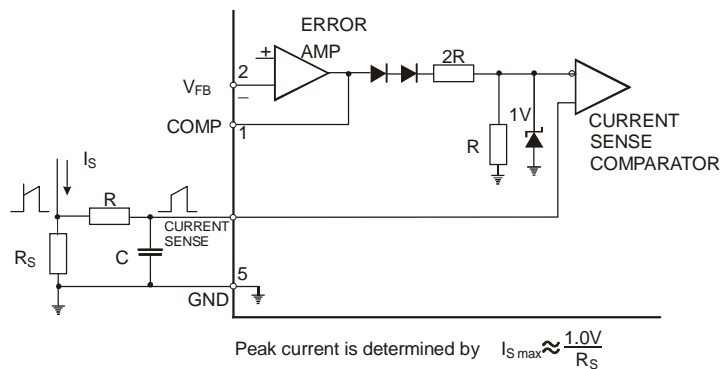 ERROR
AMP
+
2R
2
VFB
–
COMP
1
1V
R
CURRENT
SENSE
COMPARATOR
IS
R
CURRENT
SENSE
RS
C
5
GND
Peak current is determined by IS max ≈ 1.0V / RS